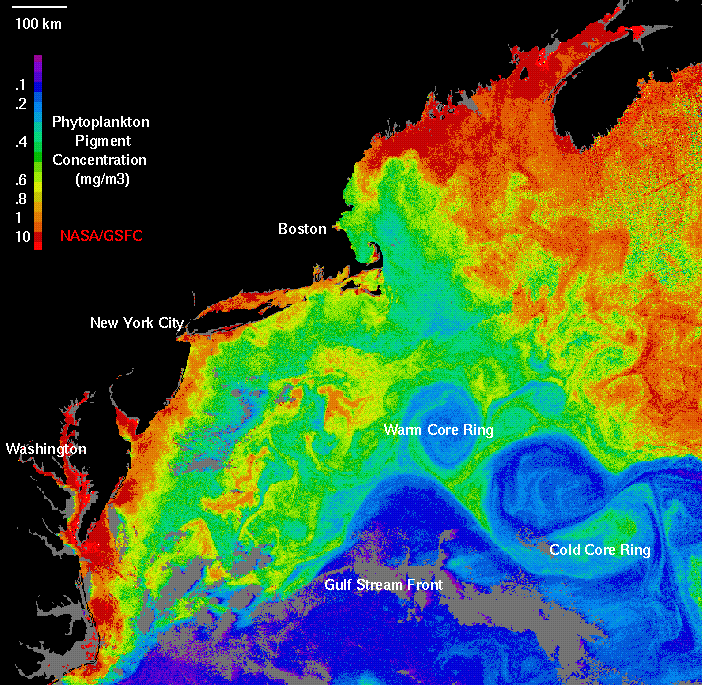 100 km
.1
.2
.4
.6
.8
1
10
Phytoplankton
Pigment
Concentration
(mg/m3)
NASA/GSFC
Boston
New York City
Washington
Warm Core Ring
Cold Core Ring
Gulf Stream Front